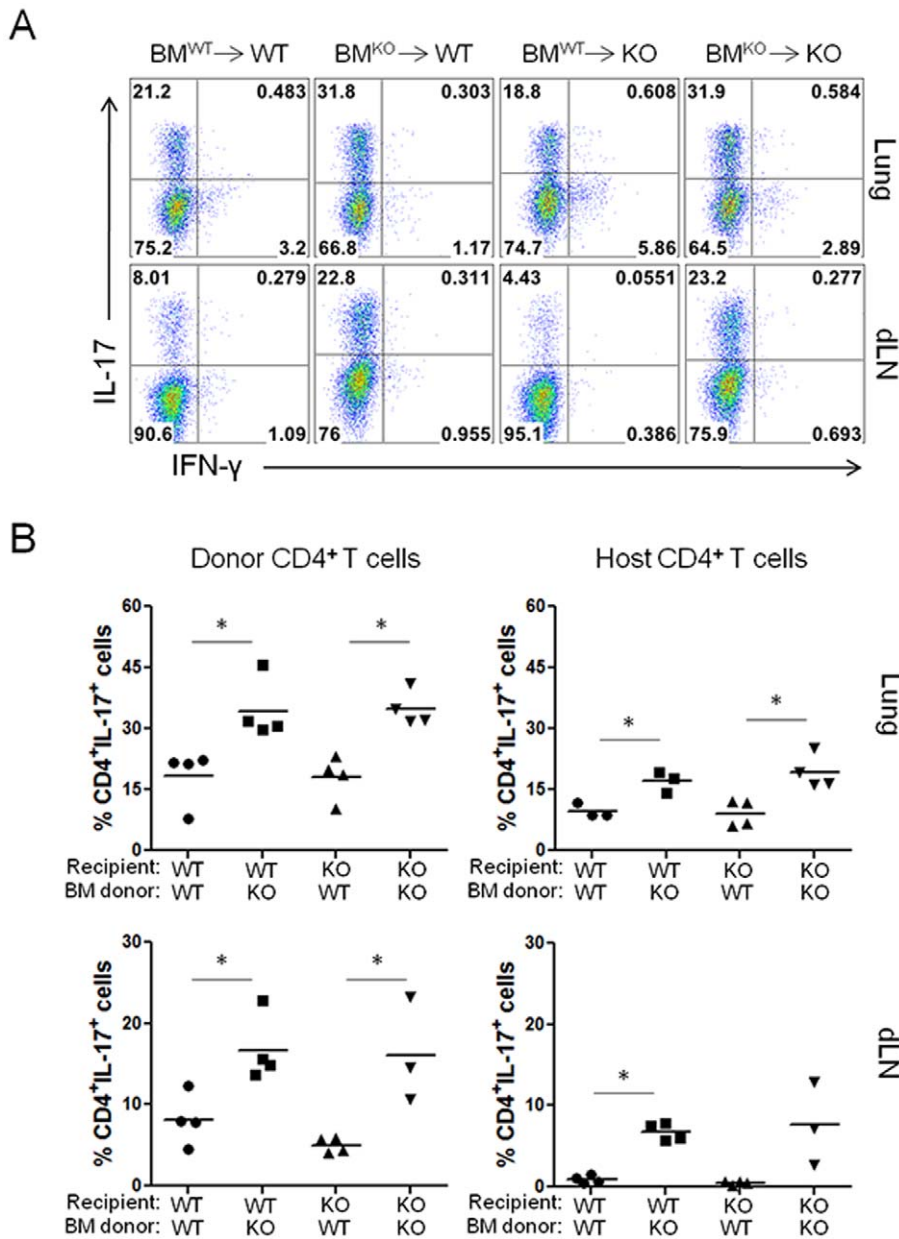 A
BM^WT → WT
BM^KO → WT
BM^WT → KO
BM^KO → KO
21.2 0.483 31.8 0.303 18.8 0.608 31.9 0.584
75.2 3.2 66.8 1.17 74.7 5.86 64.5 2.89
Lung
8.01 0.279 22.8 0.311 4.43 0.0551 23.2 0.277
90.6 1.09 76 0.955 95.1 0.386 75.9 0.693
dLN
IL-17
IFN-γ
B
Donor CD4+ T cells
Host CD4+ T cells
% CD4+IL-17+ cells
60
45
30
15
0
*
*
Recipient: WT WT KO KO
BM donor: WT KO WT KO
% CD4+IL-17+ cells
60
45
30
15
0
*
*
Recipient: WT WT KO KO
BM donor: WT KO WT KO
Lung
% CD4+IL-17+ cells
30
20
10
0
*
*
Recipient: WT WT KO KO
BM donor: WT KO WT KO
% CD4+IL-17+ cells
30
20
10
0
*
Recipient: WT WT KO KO
BM donor: WT KO WT KO
dLN